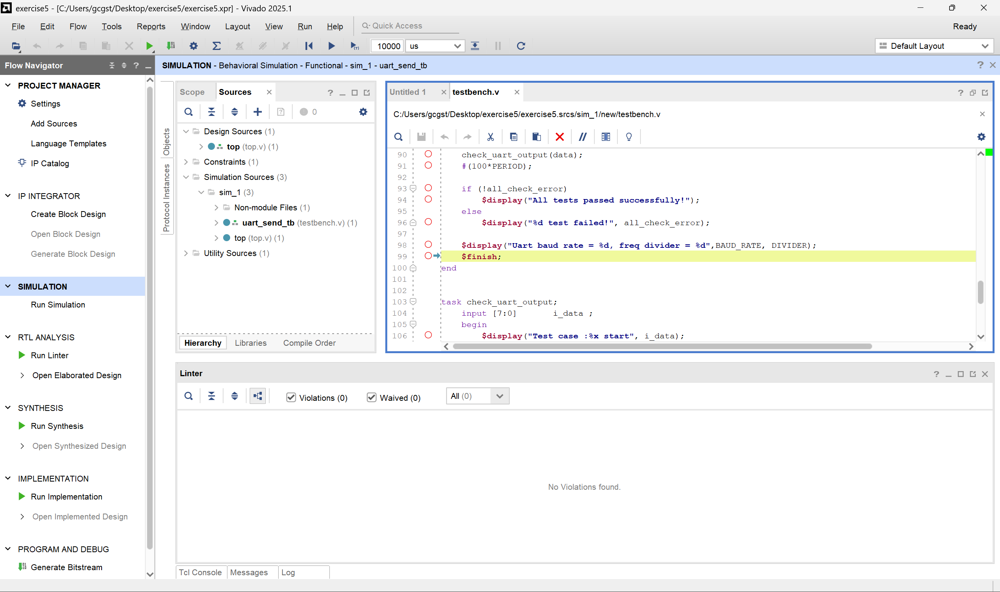 exercise5 - [C:/Users/gcgst/Desktop/exercise5/exercise5.xpr] - Vivado 2025.1
File Edit Flow Tools Reports Window Layout View Run Help Quick Access Ready
10000 us Default Layout
Flow Navigator
SIMULATION - Behavioral Simulation - Functional - sim_1 - uart_send_tb
PROJECT MANAGER
Settings
Add Sources
Language Templates
IP Catalog
IP INTEGRATOR
Create Block Design
Open Block Design
Generate Block Design
SIMULATION
Run Simulation
RTL ANALYSIS
Run Linter
Open Elaborated Design
SYNTHESIS
Run Synthesis
Open Synthesized Design
IMPLEMENTATION
Run Implementation
Open Implemented Design
PROGRAM AND DEBUG
Generate Bitstream
Objects
Protocol Instances
Scope Sources
0
Design Sources (1)
top (top.v) (1)
Constraints (1)
Simulation Sources (3)
sim_1 (3)
Non-module Files (1)
uart_send_tb (testbench.v) (1)
top (top.v) (1)
Utility Sources (1)
Hierarchy Libraries Compile Order
Untitled 1 testbench.v
C:/Users/gcgst/Desktop/exercise5/exercise5.srcs/sim_1/new/testbench.v
90 check_uart_output(data);
91 #(100*PERIOD);
92
93 if (!all_check_error)
94 $display("All tests passed successfully!");
95 else
96 $display("%d test failed!", all_check_error);
97
98 $display("Uart baud rate = %d, freq divider = %d",BAUD_RATE, DIVIDER);
99 $finish;
100 end
101
102
103 task check_uart_output;
104 input [7:0] i_data ;
105 begin
106 $display("Test case :%x start", i_data);
Linter
Violations (0) Waived (0) All (0)
No Violations found.
Tcl Console Messages Log